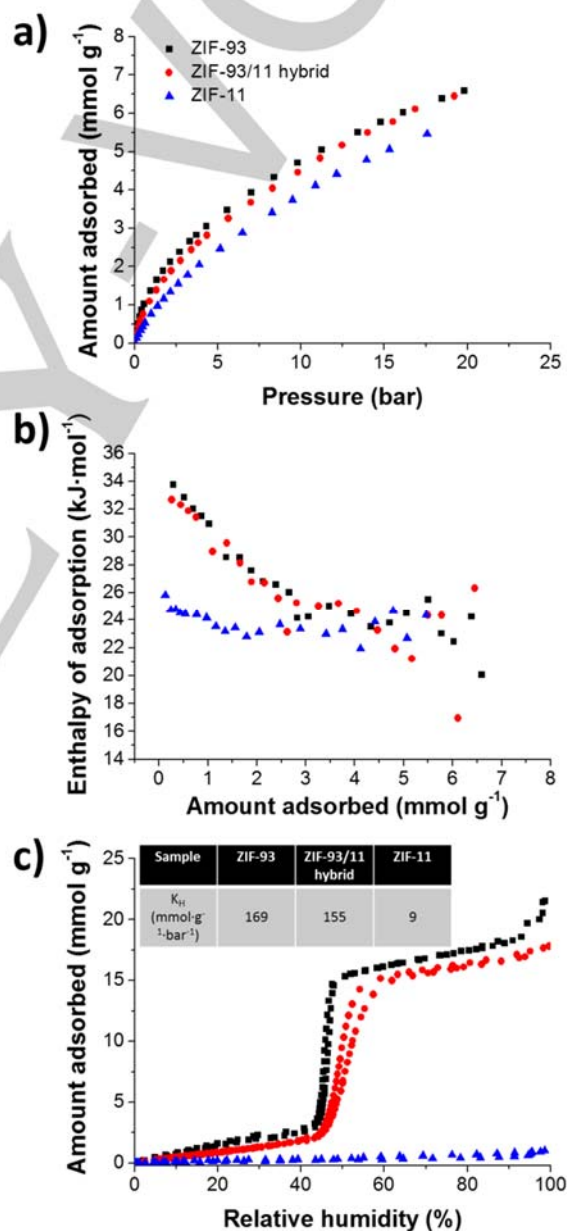 a)
ZIF-93
ZIF-93/11 hybrid
ZIF-11
Amount adsorbed (mmol g-1)
8
7
6
5
4
3
2
1
0
0 5 10 15 20 25
Pressure (bar)
b)
Enthalpy of adsorption (kJ·mol-1)
36
34
32
30
28
26
24
22
20
18
16
14
0 1 2 3 4 5 6 7 8
Amount adsorbed (mmol g-1)
c)
Amount adsorbed (mmol g-1)
25
20
15
10
5
0
Sample ZIF-93 ZIF-93/11 hybrid ZIF-11
KH (mmol·g-1·bar-1) 169 155 9
0 20 40 60 80 100
Relative humidity (%)